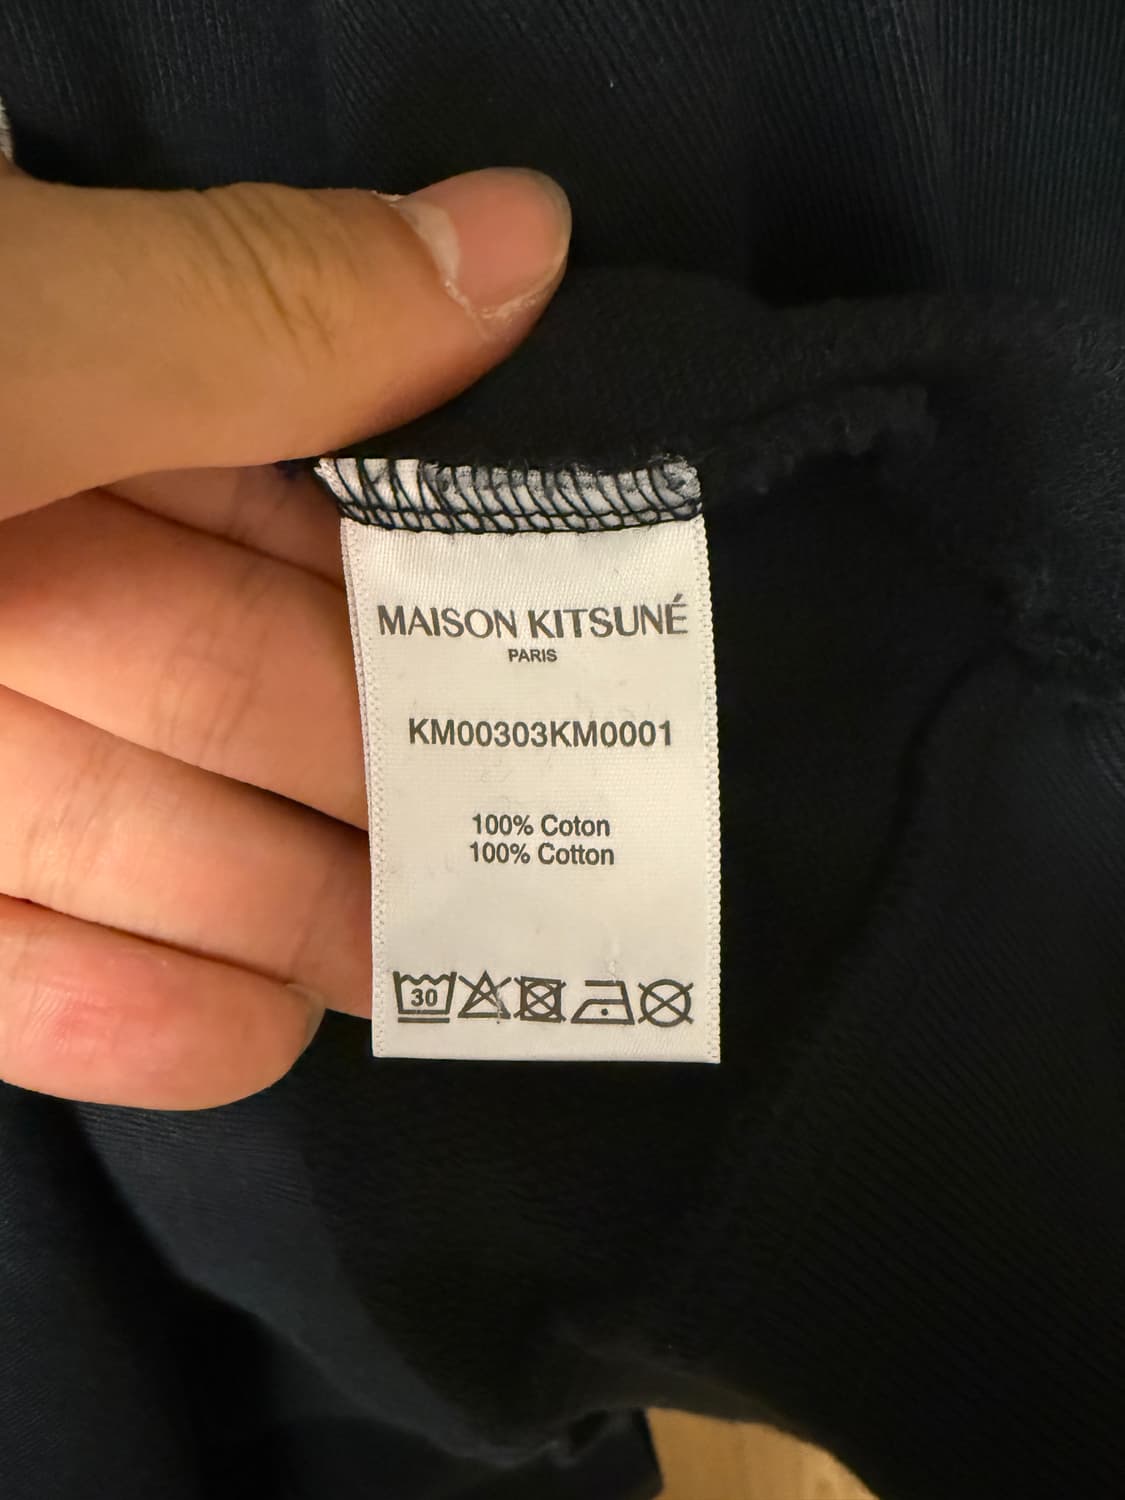 MAISON KITSUNÉ
PARIS
KM00303KM0001
100% Coton
100% Cotton
30